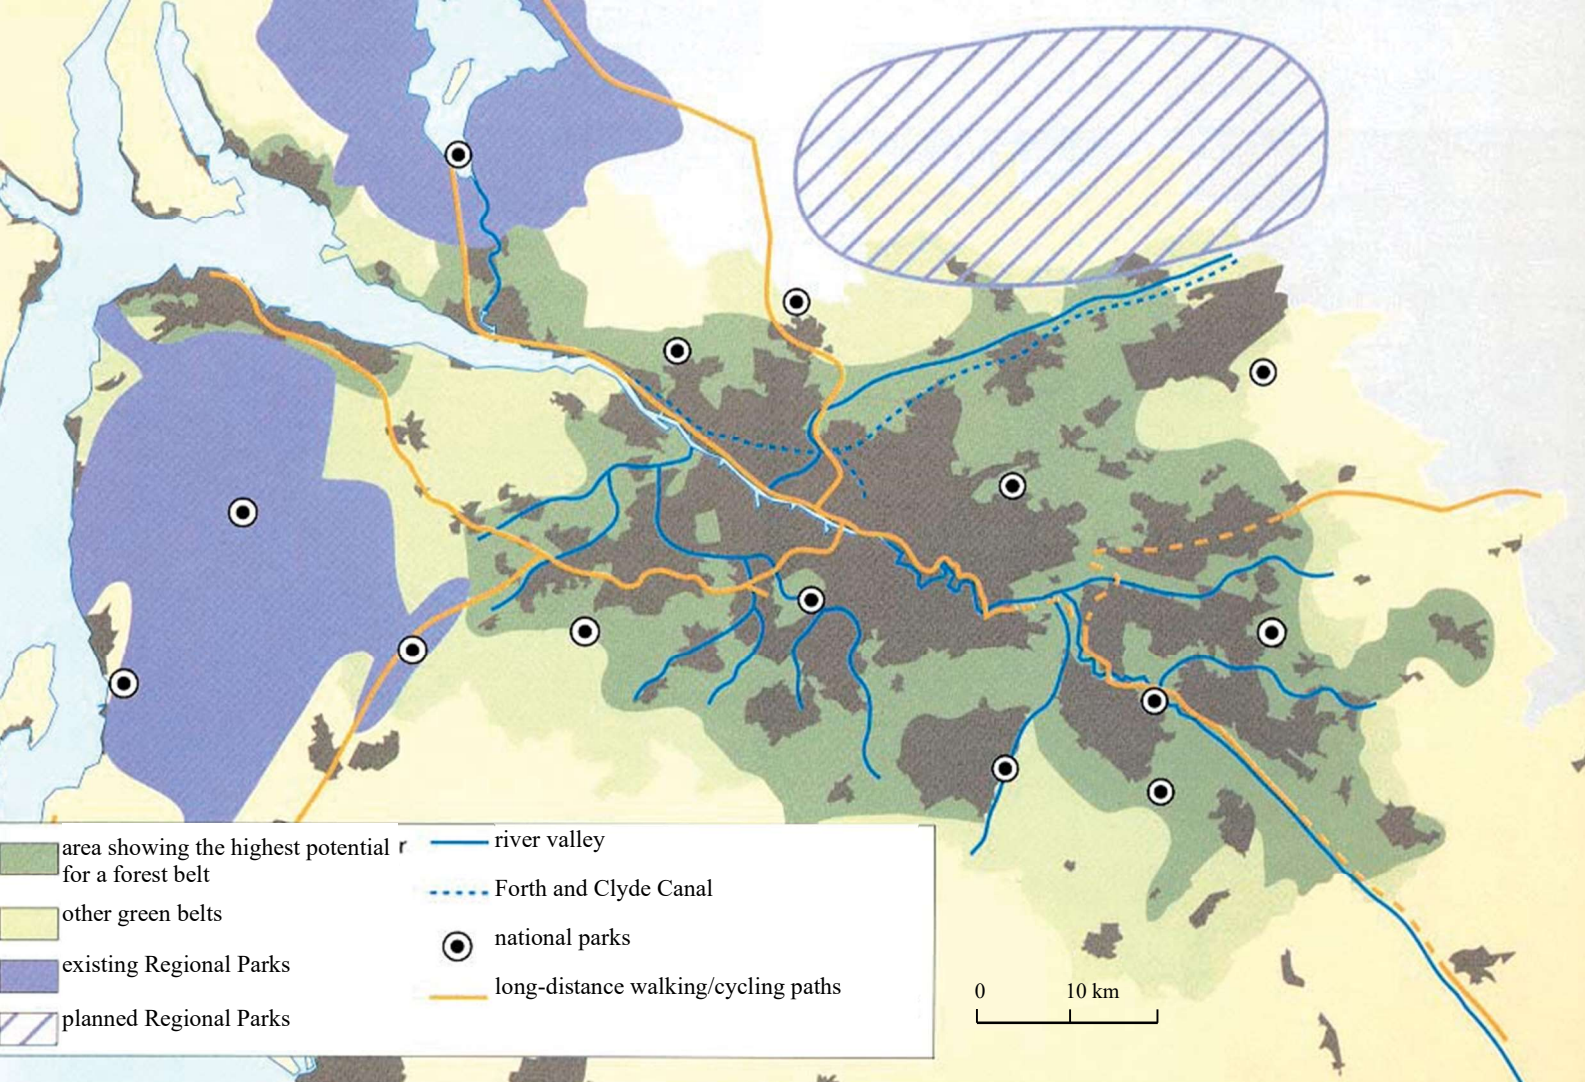 area showing the highest potential r
for a forest belt
other green belts
existing Regional Parks
planned Regional Parks
river valley
Forth and Clyde Canal
national parks
long-distance walking/cycling paths
0 10 km